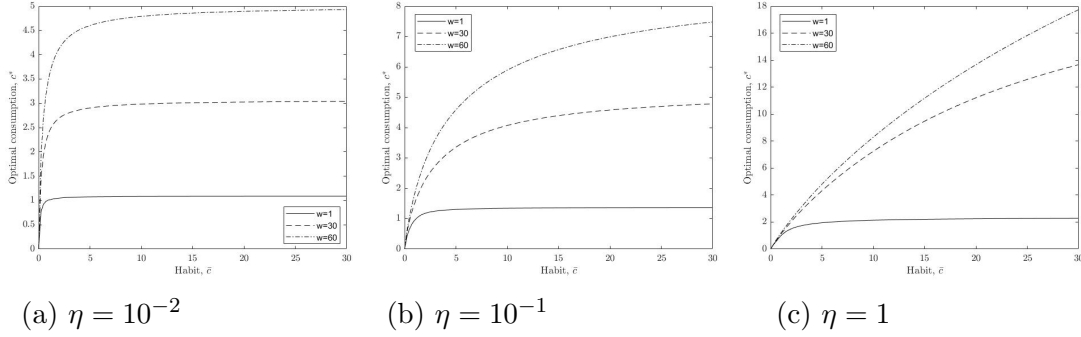 5
4.5
4
3.5
3
2.5
2
1.5
1
0.5
0
0 5 10 15 20 25 30
Optimal consumption, c*
Habit, c̄
w=1
w=30
w=60
(a) η = 10⁻²
8
7
6
5
4
3
2
1
0
0 5 10 15 20 25 30
Optimal consumption, c*
Habit, c̄
w=1
w=30
w=60
(b) η = 10⁻¹
18
16
14
12
10
8
6
4
2
0
0 5 10 15 20 25 30
Optimal consumption, c*
Habit, c̄
w=1
w=30
w=60
(c) η = 1